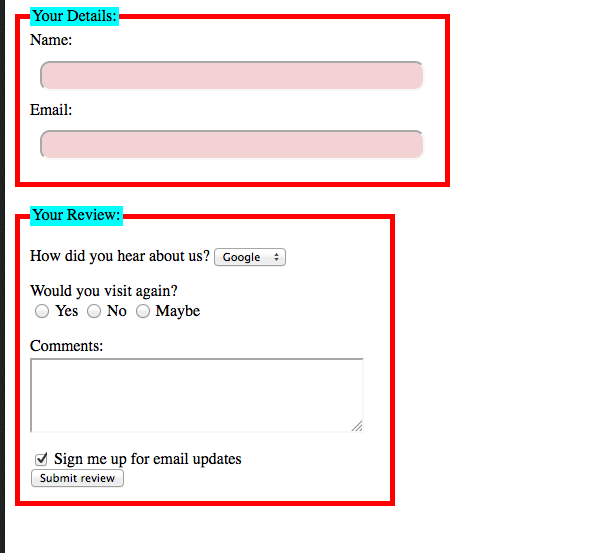 Your Details:
Name:
Email:
Your Review:
How did you hear about us? Google
Would you visit again?
Yes No Maybe
Comments:
Sign me up for email updates
Submit review